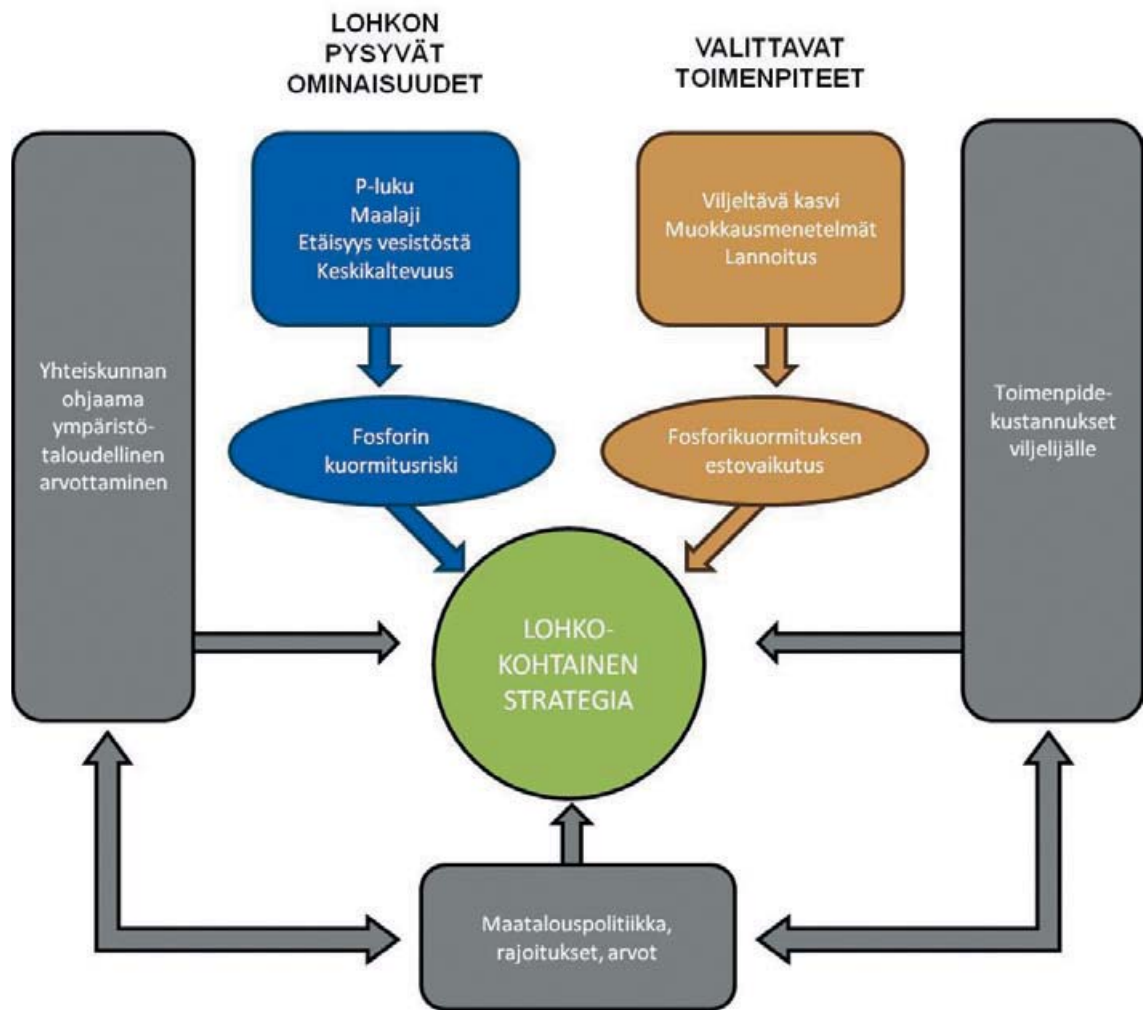 LOHKON
PYSYVÄT
OMINAISUUDET
VALITTAVAT
TOIMENPITEET
P-luku
Maalaji
Etäisyys vesistöstä
Keskikaltevuus
Viljeltävä kasvi
Muokkausmenetelmät
Lannoitus
Yhteiskunnan
ohjaama
ympäristö-
taloudellinen
arvottaminen
Fosforin
kuormitusriski
Fosforikuormituksen
estovaikutus
Toimenpide-
kustannukset
viljelijälle
LOHKO-
KOHTAINEN
STRATEGIA
Maatalouspolitiikka,
rajoitukset, arvot